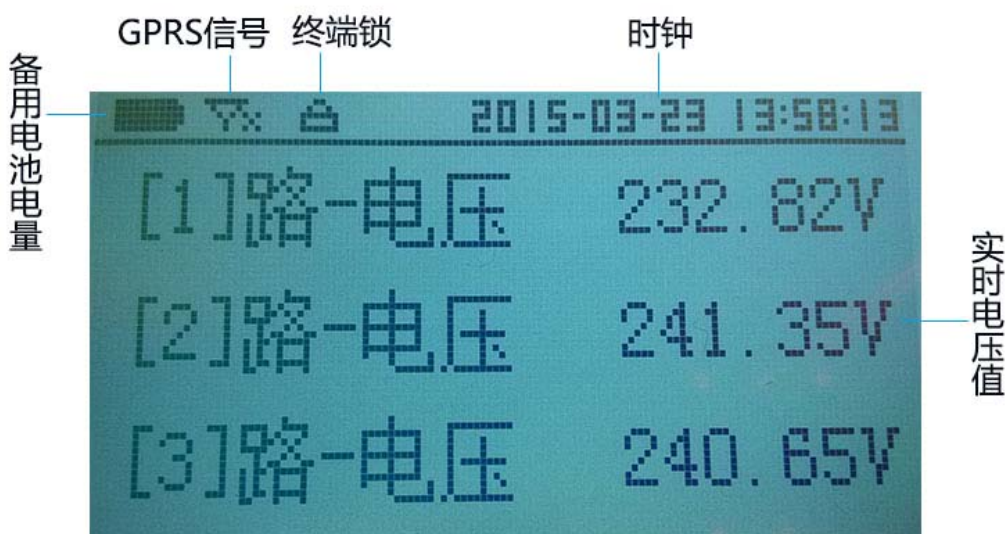 GPRS信号 终端锁 时钟
备用电池电量
2015-03-23 13:58:13
[1]路-电压 232.82V
[2]路-电压 241.35V
[3]路-电压 240.65V
实时电压值